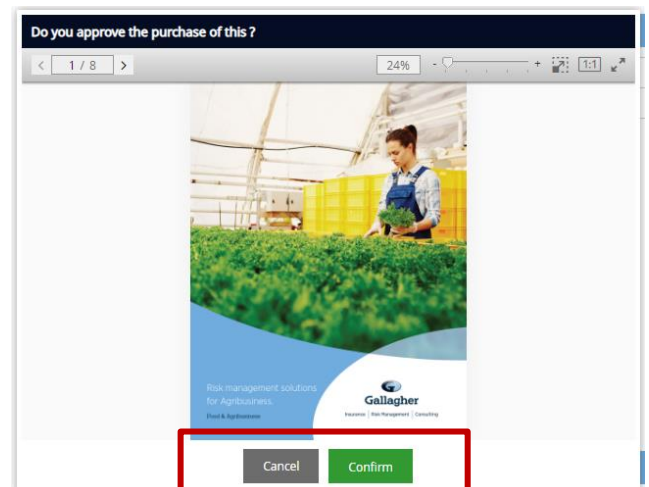 Do you approve the purchase of this ?
< 1 / 8 > 24% - + 1:1
Risk management solutions
for Agribusiness.
Food & Agribusiness
Gallagher
Insurance | Risk Management | Consulting
Cancel Confirm